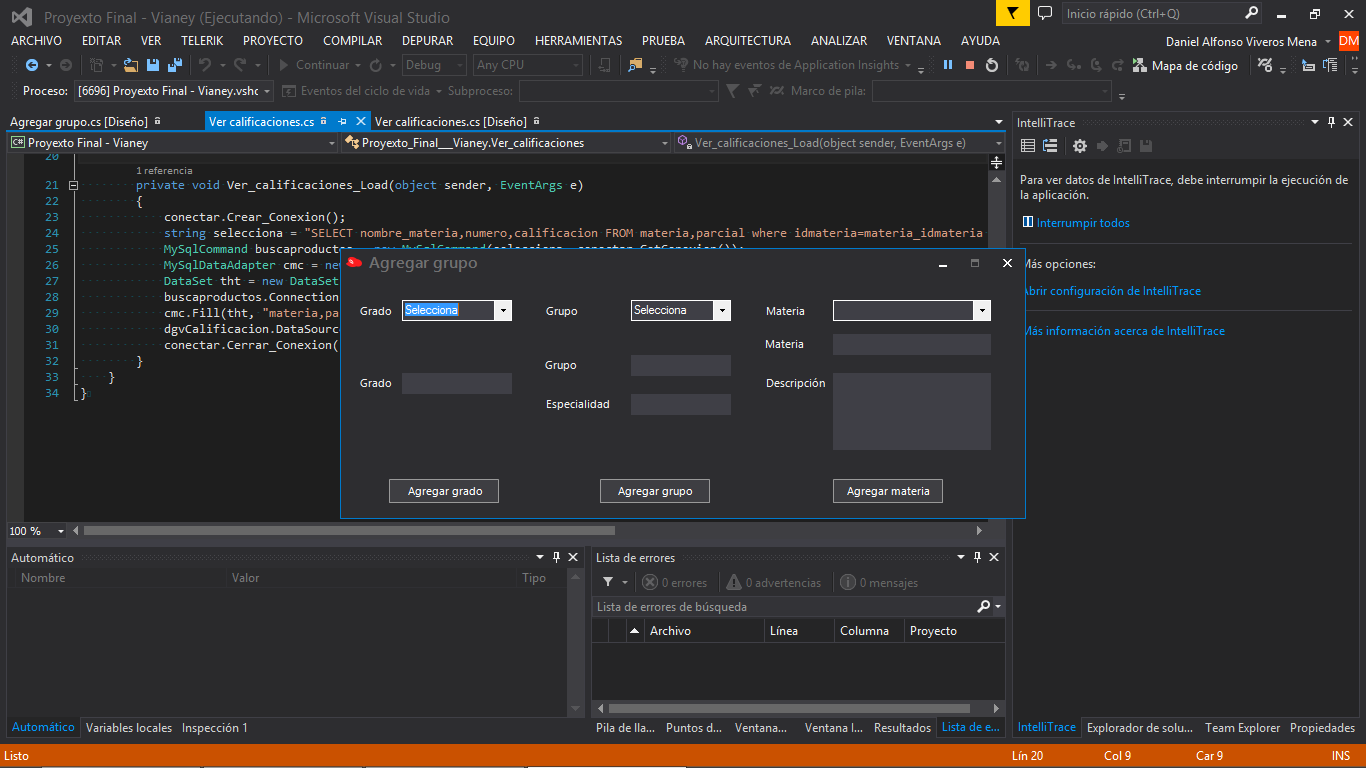 Proyexto Final - Vianey (Ejecutando) - Microsoft Visual Studio
Inicio rápido (Ctrl+Q)
ARCHIVO EDITAR VER TELERIK PROYECTO COMPILAR DEPURAR EQUIPO HERRAMIENTAS PRUEBA ARQUITECTURA ANALIZAR VENTANA AYUDA
Daniel Alfonso Viveros Mena DM
Continuar Debug Any CPU No hay eventos de Application Insights Mapa de código
Proceso: [6696] Proyexto Final - Vianey.vshc Eventos del ciclo de vida Subproceso: Marco de pila:
Agregar grupo.cs [Diseño] Ver calificaciones.cs Ver calificaciones.cs [Diseño]
C# Proyexto Final - Vianey Proyexto_Final___Vianey.Ver_calificaciones Ver_calificaciones_Load(object sender, EventArgs e)
20
1 referencia
21 private void Ver_calificaciones_Load(object sender, EventArgs e)
22 {
23 conectar.Crear_Conexion();
24 string selecciona = "SELECT nombre_materia,numero,calificacion FROM materia,parcial where idmateria=materia_idmateria
25 MySqlCommand buscaproductos
26 MySqlDataAdapter cmc = new
27 DataSet tht = new DataSet
28 buscaproductos.Connection
29 cmc.Fill(tht, "materia,pa
30 dgvCalificacion.DataSourc
31 conectar.Cerrar_Conexion(
32 }
33 }
34 }
Agregar grupo
Grado Selecciona Grupo Selecciona Materia
Materia
Grupo
Grado Descripción
Especialidad
Agregar grado Agregar grupo Agregar materia
IntelliTrace
Para ver datos de IntelliTrace, debe interrumpir la ejecución de
la aplicación.
Interrumpir todos
Más opciones:
Abrir configuración de IntelliTrace
Más información acerca de IntelliTrace
100 %
Automático
Nombre Valor Tipo
Lista de errores
0 errores 0 advertencias 0 mensajes
Lista de errores de búsqueda
Archivo Línea Columna Proyecto
Automático Variables locales Inspección 1
Pila de lla... Puntos d... Ventana... Ventana I... Resultados Lista de e...
IntelliTrace Explorador de solu... Team Explorer Propiedades
Listo Lín 20 Col 9 Car 9 INS